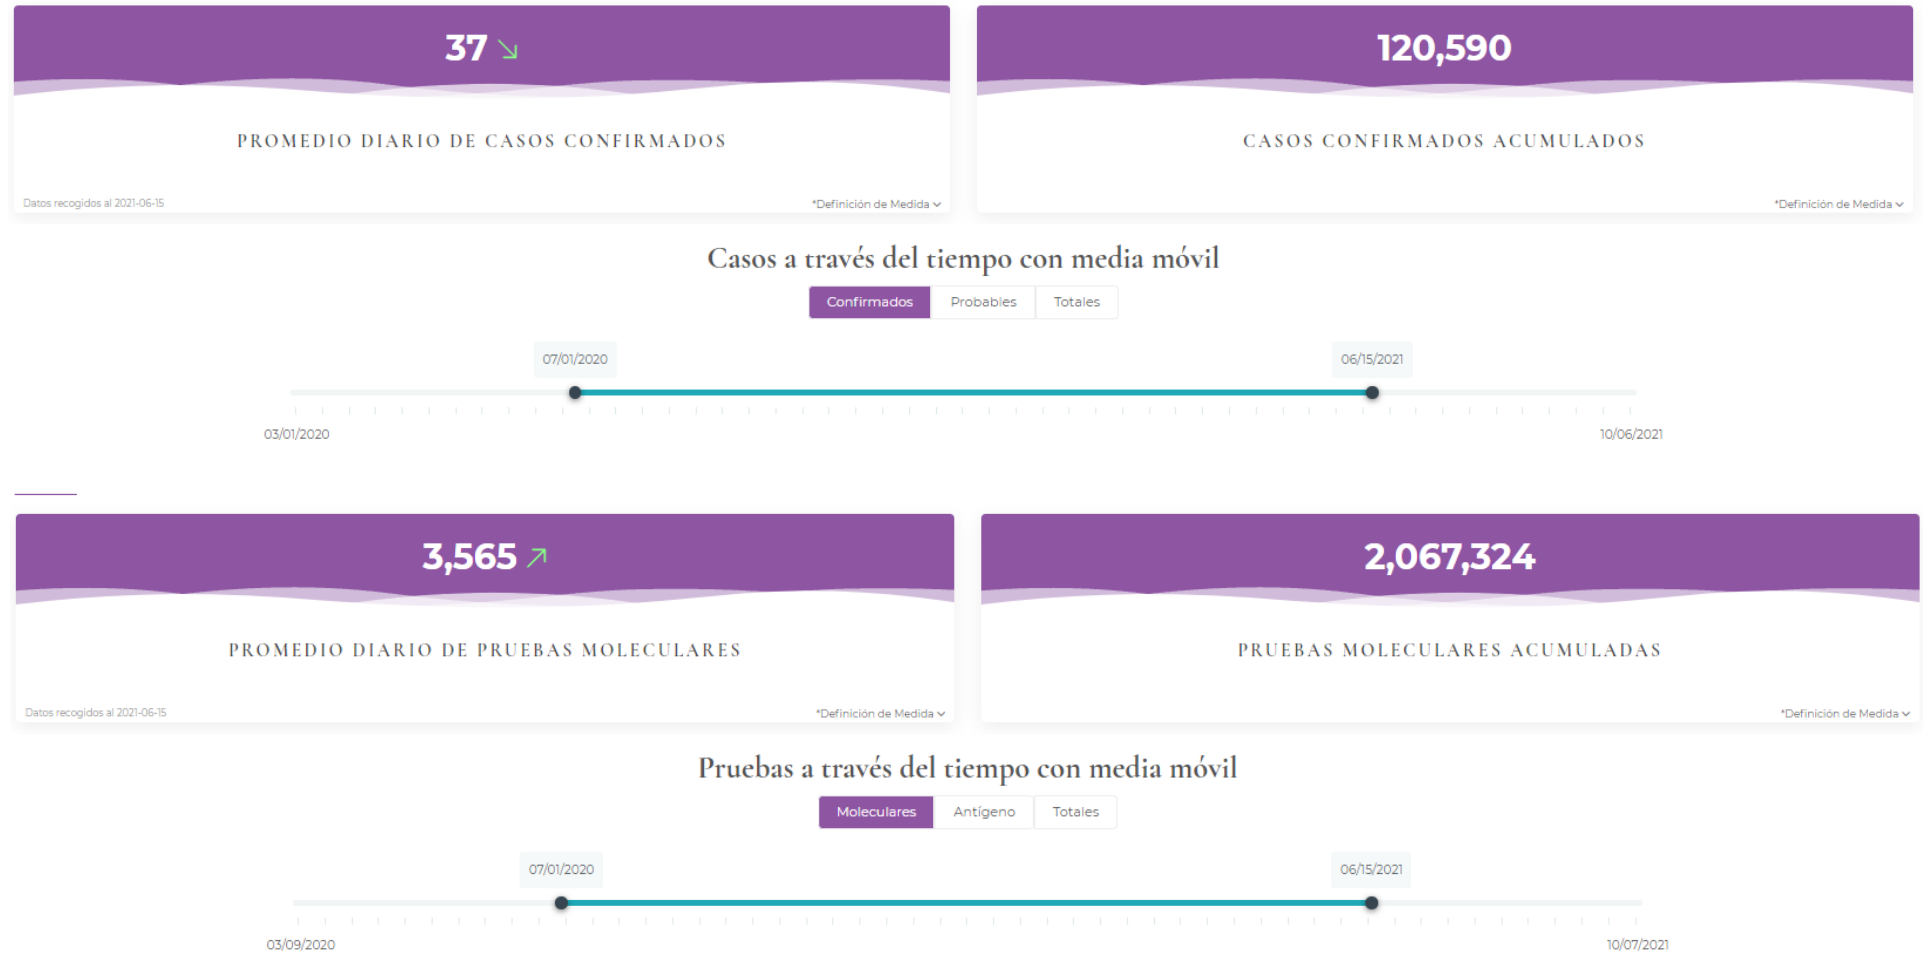 37
120,590
PROMEDIO DIARIO DE CASOS CONFIRMADOS
CASOS CONFIRMADOS ACUMULADOS
Datos recogidos al 2021-06-15
*Definición de Medida
*Definición de Medida
Casos a través del tiempo con media móvil
Confirmados Probables Totales
07/01/2020 06/15/2021
03/01/2020 10/06/2021
3,565
2,067,324
PROMEDIO DIARIO DE PRUEBAS MOLECULARES
PRUEBAS MOLECULARES ACUMULADAS
Datos recogidos al 2021-06-15
*Definición de Medida
*Definición de Medida
Pruebas a través del tiempo con media móvil
Moleculares Antígeno Totales
07/01/2020 06/15/2021
03/09/2020 10/07/2021